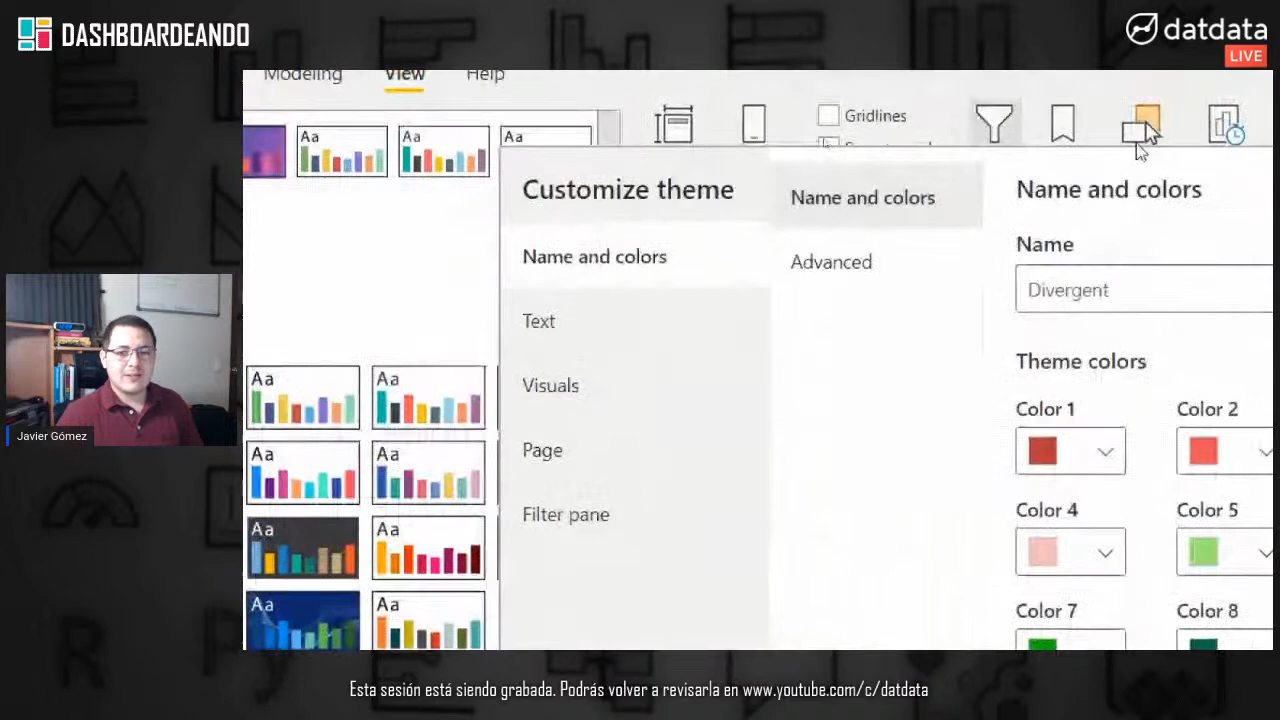 DASHBOARDEANDO
datdata
LIVE
Modeling View Help
Gridlines
Aa Aa Aa
Customize theme
Name and colors
Text
Visuals
Page
Filter pane
Name and colors
Advanced
Name and colors
Name
Divergent
Theme colors
Color 1 Color 2
Color 4 Color 5
Color 7 Color 8
Aa Aa
Aa Aa
Aa Aa
Aa Aa
Javier Gómez
Esta sesión está siendo grabada. Podrás volver a revisarla en www.youtube.com/c/datdata